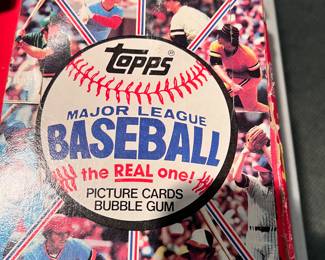 TOPPS
MAJOR LEAGUE
BASEBALL
the REAL one!
PICTURE CARDS
BUBBLE GUM